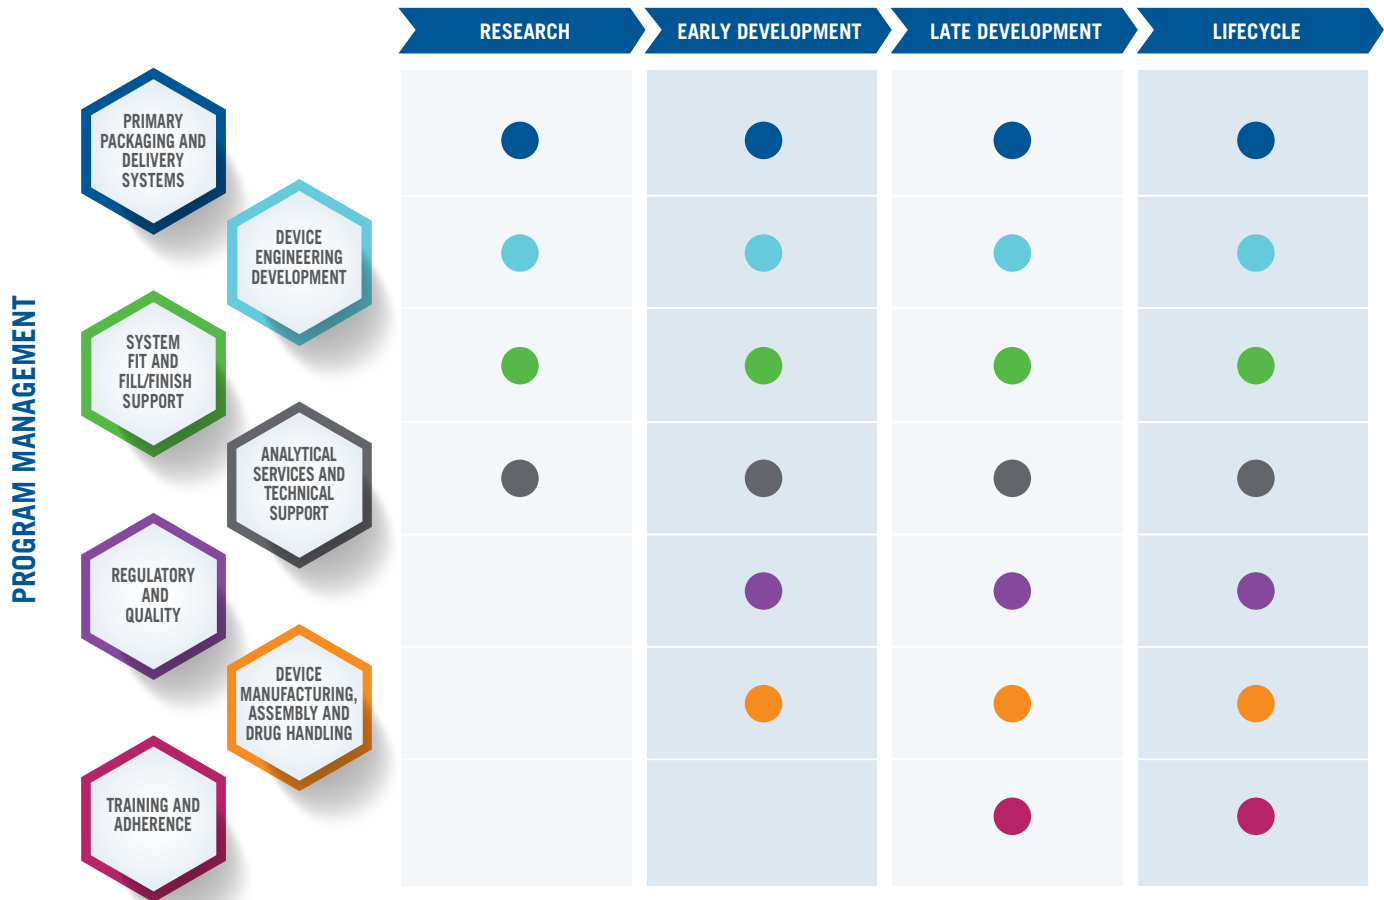 RESEARCH
EARLY DEVELOPMENT
LATE DEVELOPMENT
LIFECYCLE
PROGRAM MANAGEMENT
PRIMARY
PACKAGING AND
DELIVERY
SYSTEMS
DEVICE
ENGINEERING
DEVELOPMENT
SYSTEM
FIT AND
FILL/FINISH
SUPPORT
ANALYTICAL
SERVICES AND
TECHNICAL
SUPPORT
REGULATORY
AND
QUALITY
DEVICE
MANUFACTURING,
ASSEMBLY AND
DRUG HANDLING
TRAINING AND
ADHERENCE